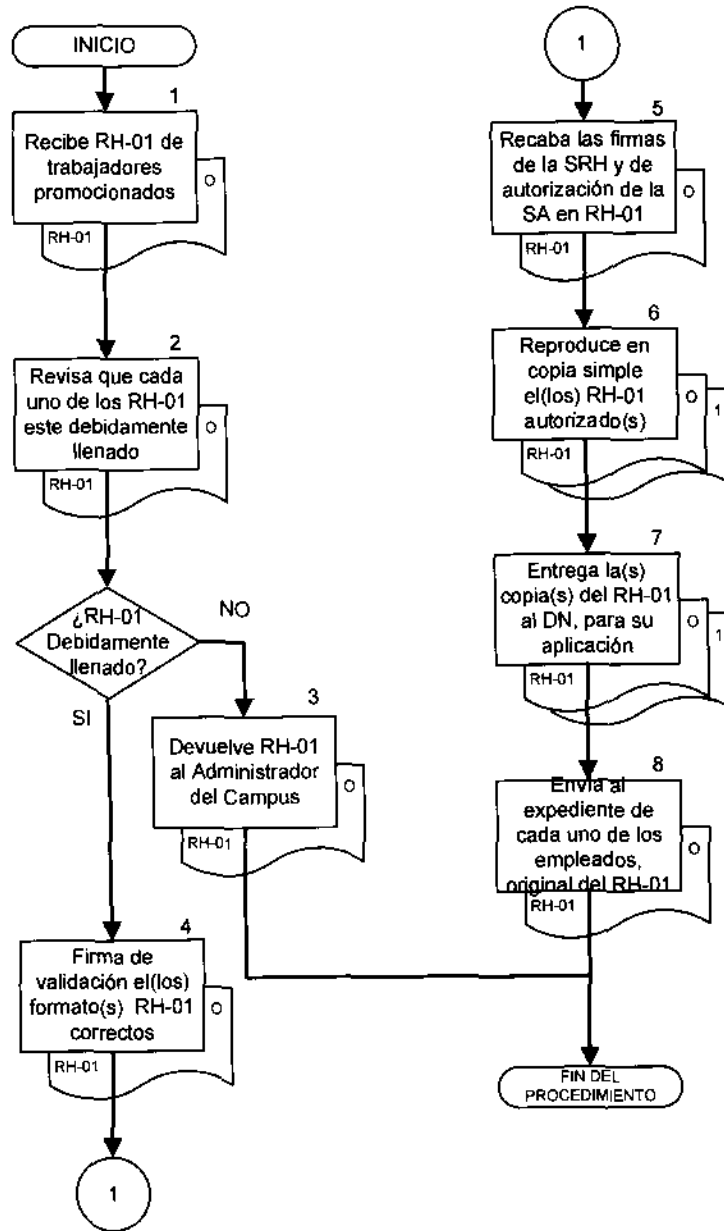 INICIO
1
Recibe RH-01 de
trabajadores
promocionados
O
RH-01
2
Revisa que cada
uno de los RH-01
este debidamente
llenado
O
RH-01
¿RH-01
Debidamente
llenado?
NO
SI
3
Devuelve RH-01
al Administrador
del Campus
O
RH-01
4
Firma de
validación el(los)
formato(s) RH-01
correctos
O
RH-01
1
1
5
Recaba las firmas
de la SRH y de
autorización de la
SA en RH-01
O
RH-01
6
Reproduce en
copia simple
el(los) RH-01
autorizado(s)
O
1
RH-01
7
Entrega la(s)
copia(s) del RH-01
al DN, para su
aplicación
O
1
RH-01
8
Envía al
expediente de
cada uno de los
empleados,
original del RH-01
O
RH-01
FIN DEL
PROCEDIMIENTO